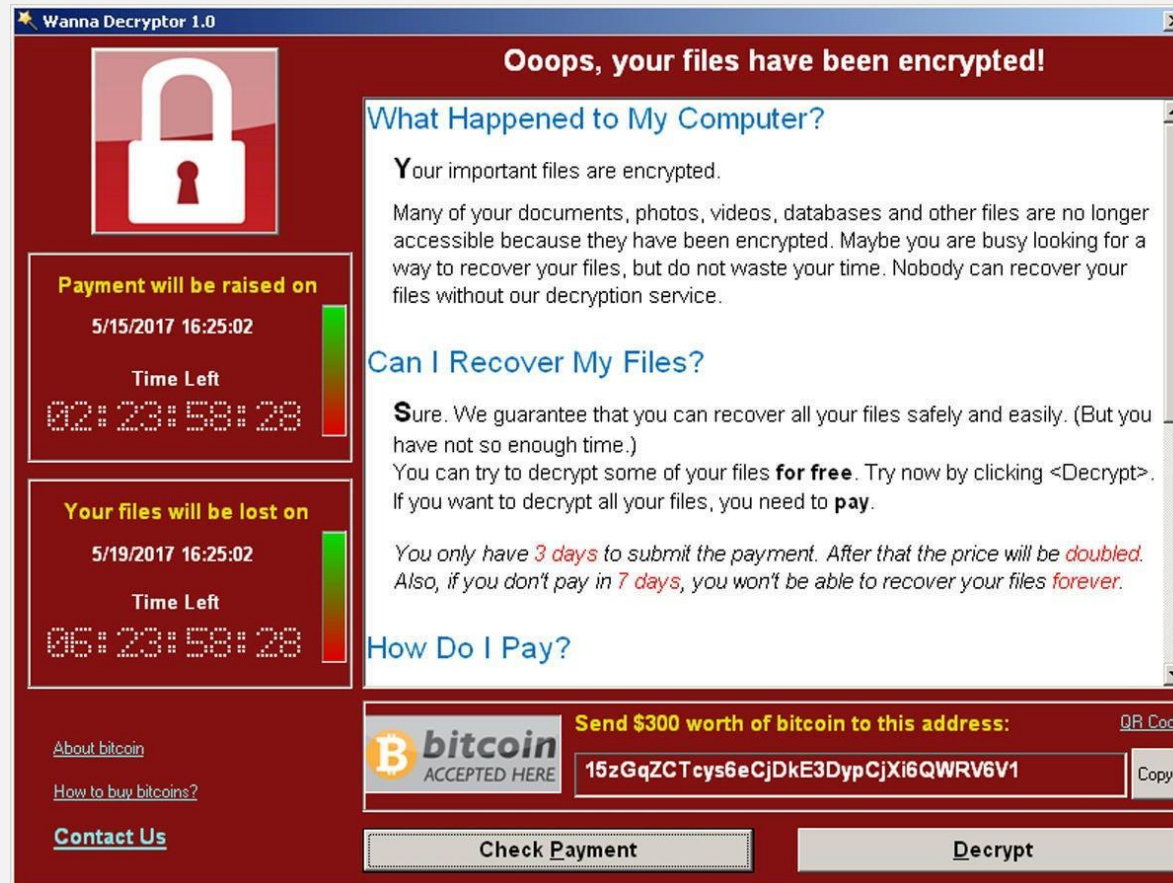 Wanna Decryptor 1.0
Ooops, your files have been encrypted!
What Happened to My Computer?
Your important files are encrypted.
Many of your documents, photos, videos, databases and other files are no longer
accessible because they have been encrypted. Maybe you are busy looking for a
way to recover your files, but do not waste your time. Nobody can recover your
files without our decryption service.
Can I Recover My Files?
Sure. We guarantee that you can recover all your files safely and easily. (But you
have not so enough time.)
You can try to decrypt some of your files for free. Try now by clicking <Decrypt>.
If you want to decrypt all your files, you need to pay.
You only have 3 days to submit the payment. After that the price will be doubled.
Also, if you don't pay in 7 days, you won't be able to recover your files forever.
How Do I Pay?
Payment will be raised on
5/15/2017 16:25:02
Time Left
02:23:58:28
Your files will be lost on
5/19/2017 16:25:02
Time Left
06:23:58:28
About bitcoin
How to buy bitcoins?
Contact Us
bitcoin
ACCEPTED HERE
Send $300 worth of bitcoin to this address:
QR Cod
15zGqZCTcys6eCjDkE3DypCjXi6QWRV6V1
Copy
Check Payment
Decrypt